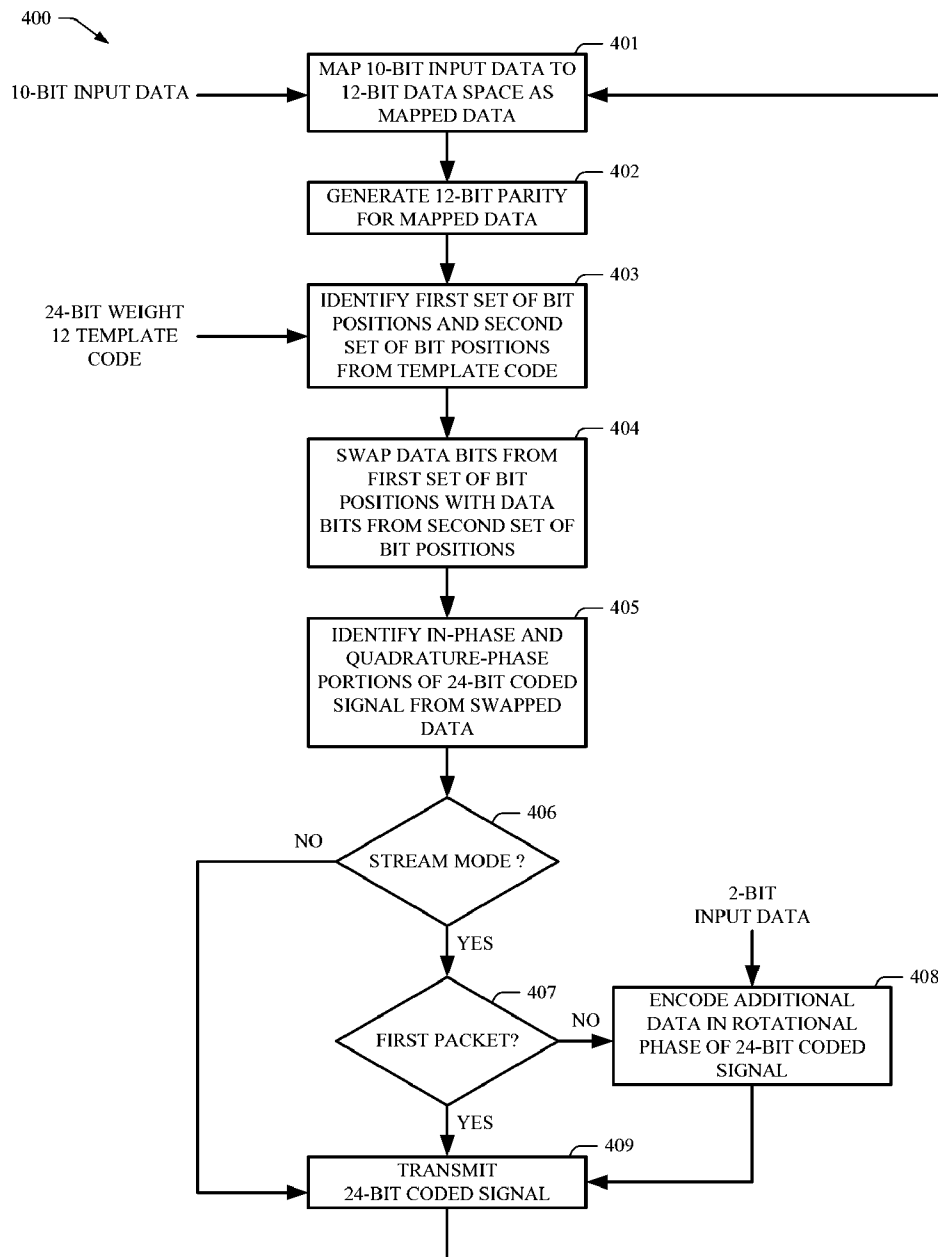 400
401
MAP 10-BIT INPUT DATA TO
12-BIT DATA SPACE AS
MAPPED DATA
10-BIT INPUT DATA
402
GENERATE 12-BIT PARITY
FOR MAPPED DATA
403
24-BIT WEIGHT
12 TEMPLATE
CODE
IDENTIFY FIRST SET OF BIT
POSITIONS AND SECOND
SET OF BIT POSITIONS
FROM TEMPLATE CODE
404
SWAP DATA BITS FROM
FIRST SET OF BIT
POSITIONS WITH DATA
BITS FROM SECOND SET OF
BIT POSITIONS
405
IDENTIFY IN-PHASE AND
QUADRATURE-PHASE
PORTIONS OF 24-BIT CODED
SIGNAL FROM SWAPPED
DATA
406
NO
STREAM MODE ?
YES
2-BIT
INPUT DATA
407
FIRST PACKET?
NO
408
ENCODE ADDITIONAL
DATA IN ROTATIONAL
PHASE OF 24-BIT CODED
SIGNAL
YES
409
TRANSMIT
24-BIT CODED SIGNAL